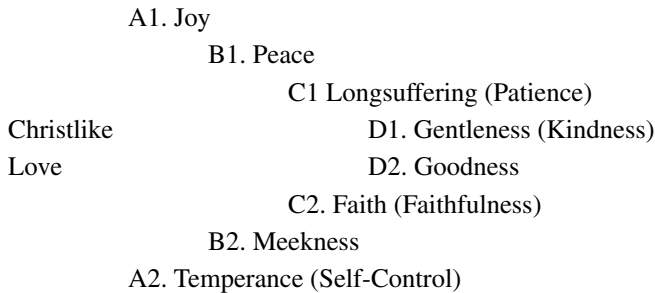 A1. Joy
B1. Peace
C1 Longsuffering (Patience)
Christlike D1. Gentleness (Kindness)
Love D2. Goodness
C2. Faith (Faithfulness)
B2. Meekness
A2. Temperance (Self-Control)